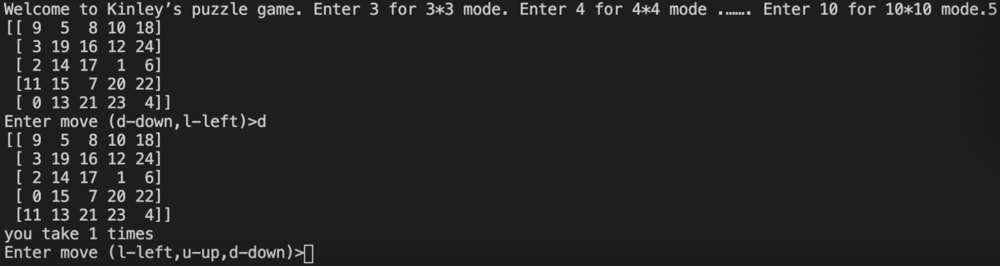 Welcome to Kinley’s puzzle game. Enter 3 for 3*3 mode. Enter 4 for 4*4 mode .……. Enter 10 for 10*10 mode.5
[[ 9  5  8 10 18]
 [ 3 19 16 12 24]
 [ 2 14 17  1  6]
 [11 15  7 20 22]
 [ 0 13 21 23  4]]
Enter move (d-down,l-left)>d
[[ 9  5  8 10 18]
 [ 3 19 16 12 24]
 [ 2 14 17  1  6]
 [ 0 15  7 20 22]
 [11 13 21 23  4]]
you take 1 times
Enter move (l-left,u-up,d-down)>